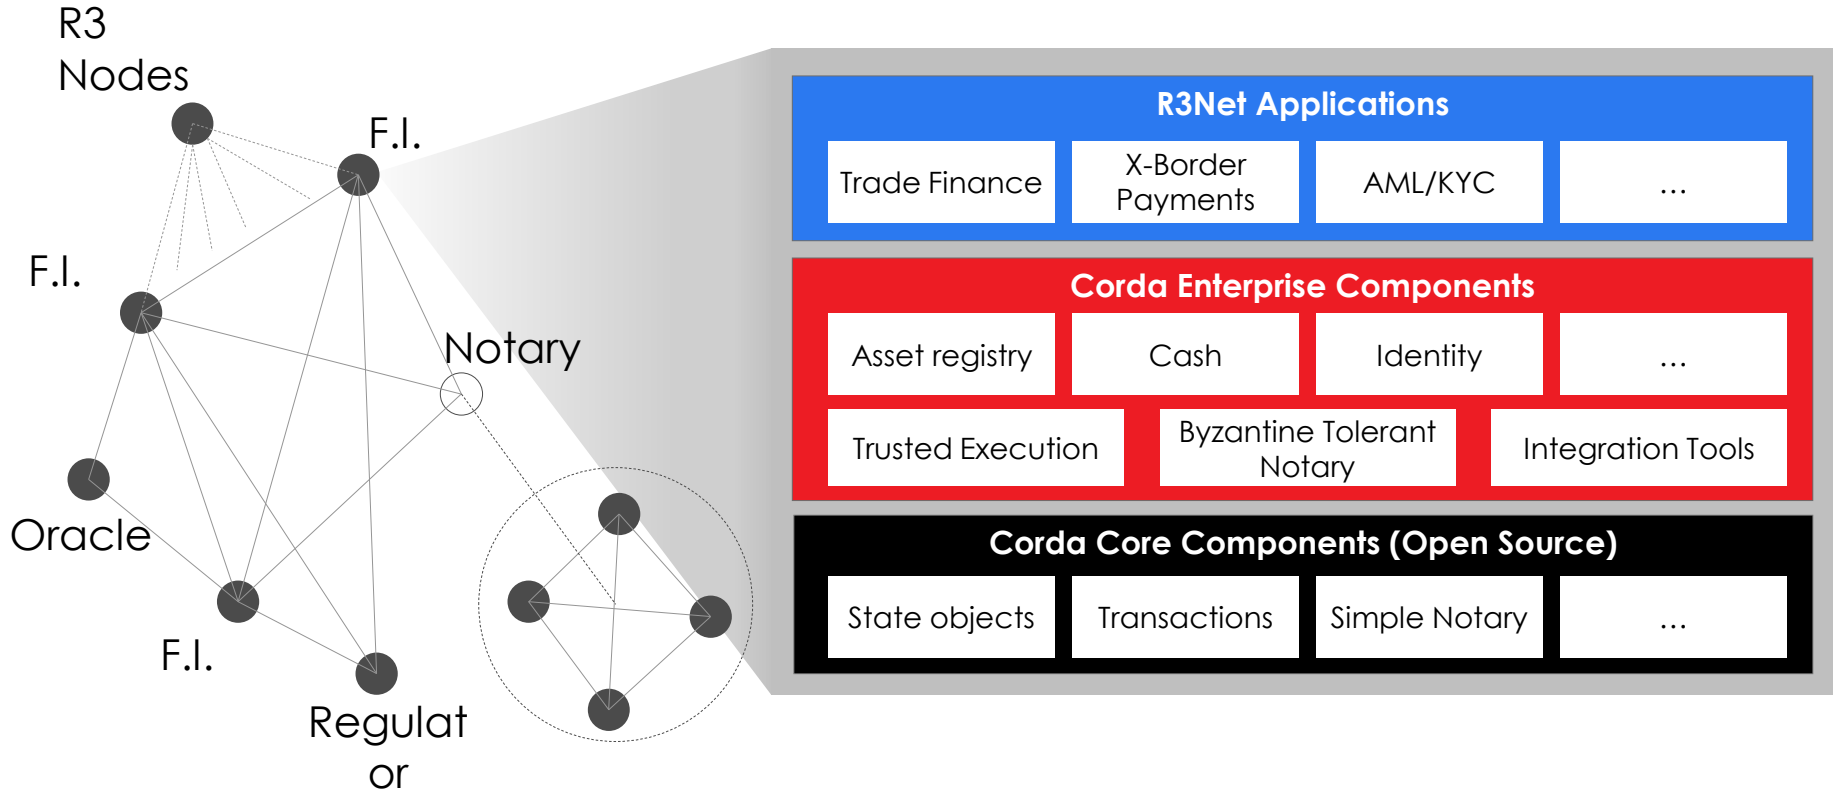 R3
Nodes
F.I.
F.I.
Notary
Oracle
F.I.
Regulat
or
R3Net Applications
Trade Finance
X-Border
Payments
AML/KYC
...
Corda Enterprise Components
Asset registry
Cash
Identity
...
Trusted Execution
Byzantine Tolerant
Notary
Integration Tools
Corda Core Components (Open Source)
State objects
Transactions
Simple Notary
...